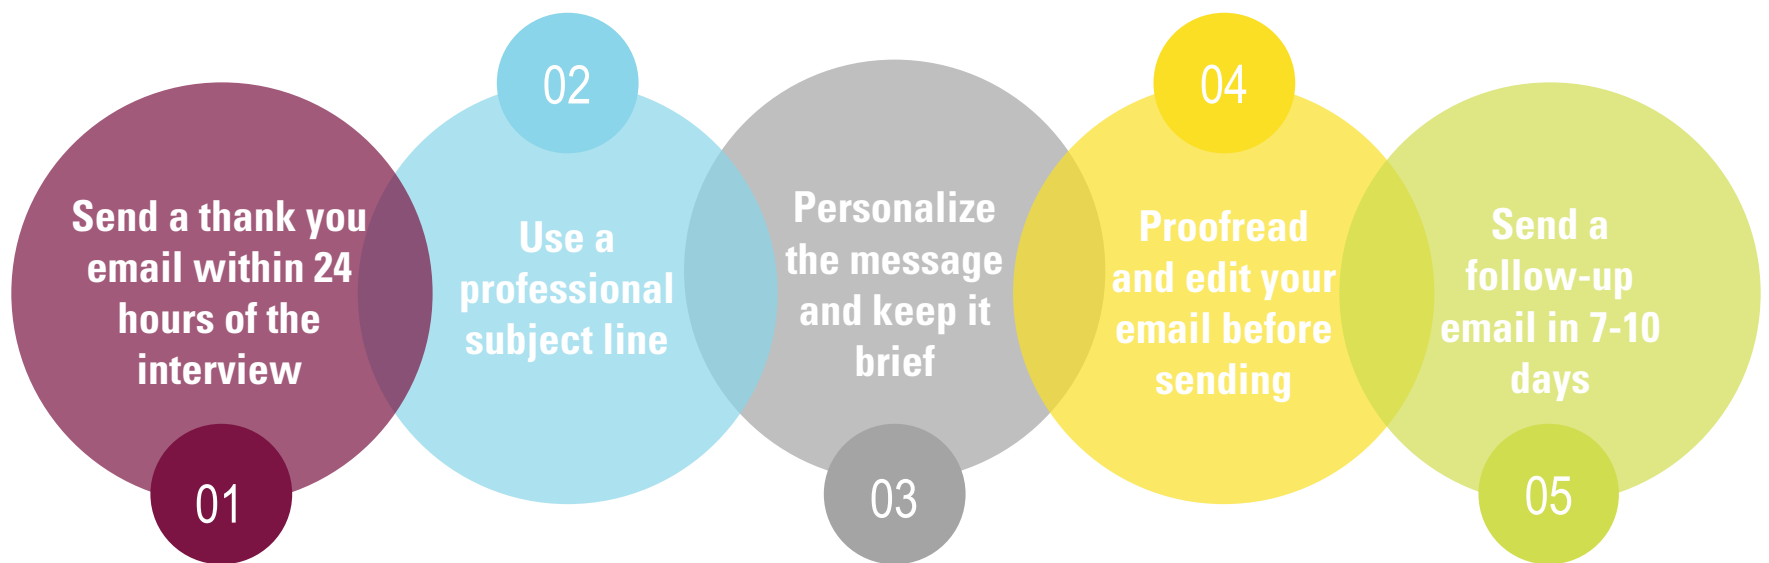 01
Send a thank you
email within 24
hours of the
interview
02
Use a
professional
subject line
03
Personalize
the message
and keep it
brief
04
Proofread
and edit your
email before
sending
05
Send a
follow-up
email in 7-10
days